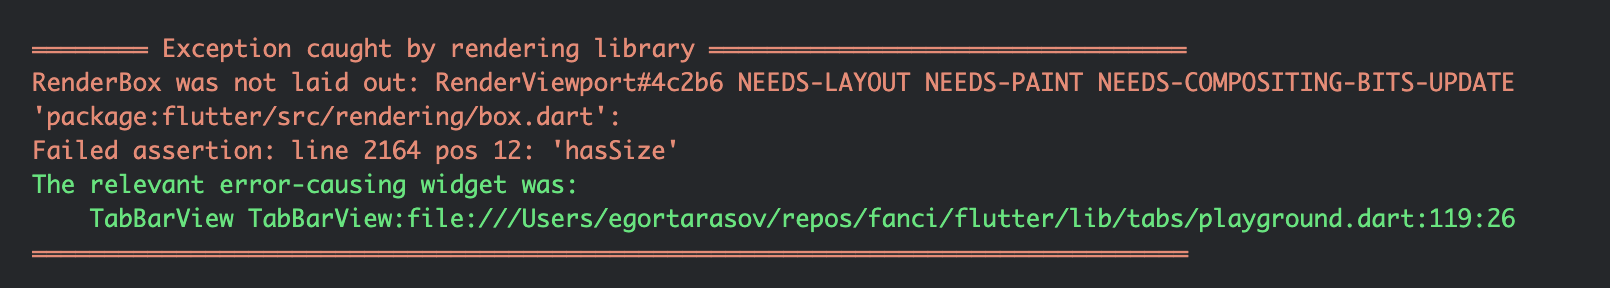 ════════ Exception caught by rendering library ═════════════════════════════════
RenderBox was not laid out: RenderViewport#4c2b6 NEEDS-LAYOUT NEEDS-PAINT NEEDS-COMPOSITING-BITS-UPDATE
'package:flutter/src/rendering/box.dart':
Failed assertion: line 2164 pos 12: 'hasSize'
The relevant error-causing widget was:
    TabBarView TabBarView:file:///Users/egortarasov/repos/fanci/flutter/lib/tabs/playground.dart:119:26
════════════════════════════════════════════════════════════════════════════════